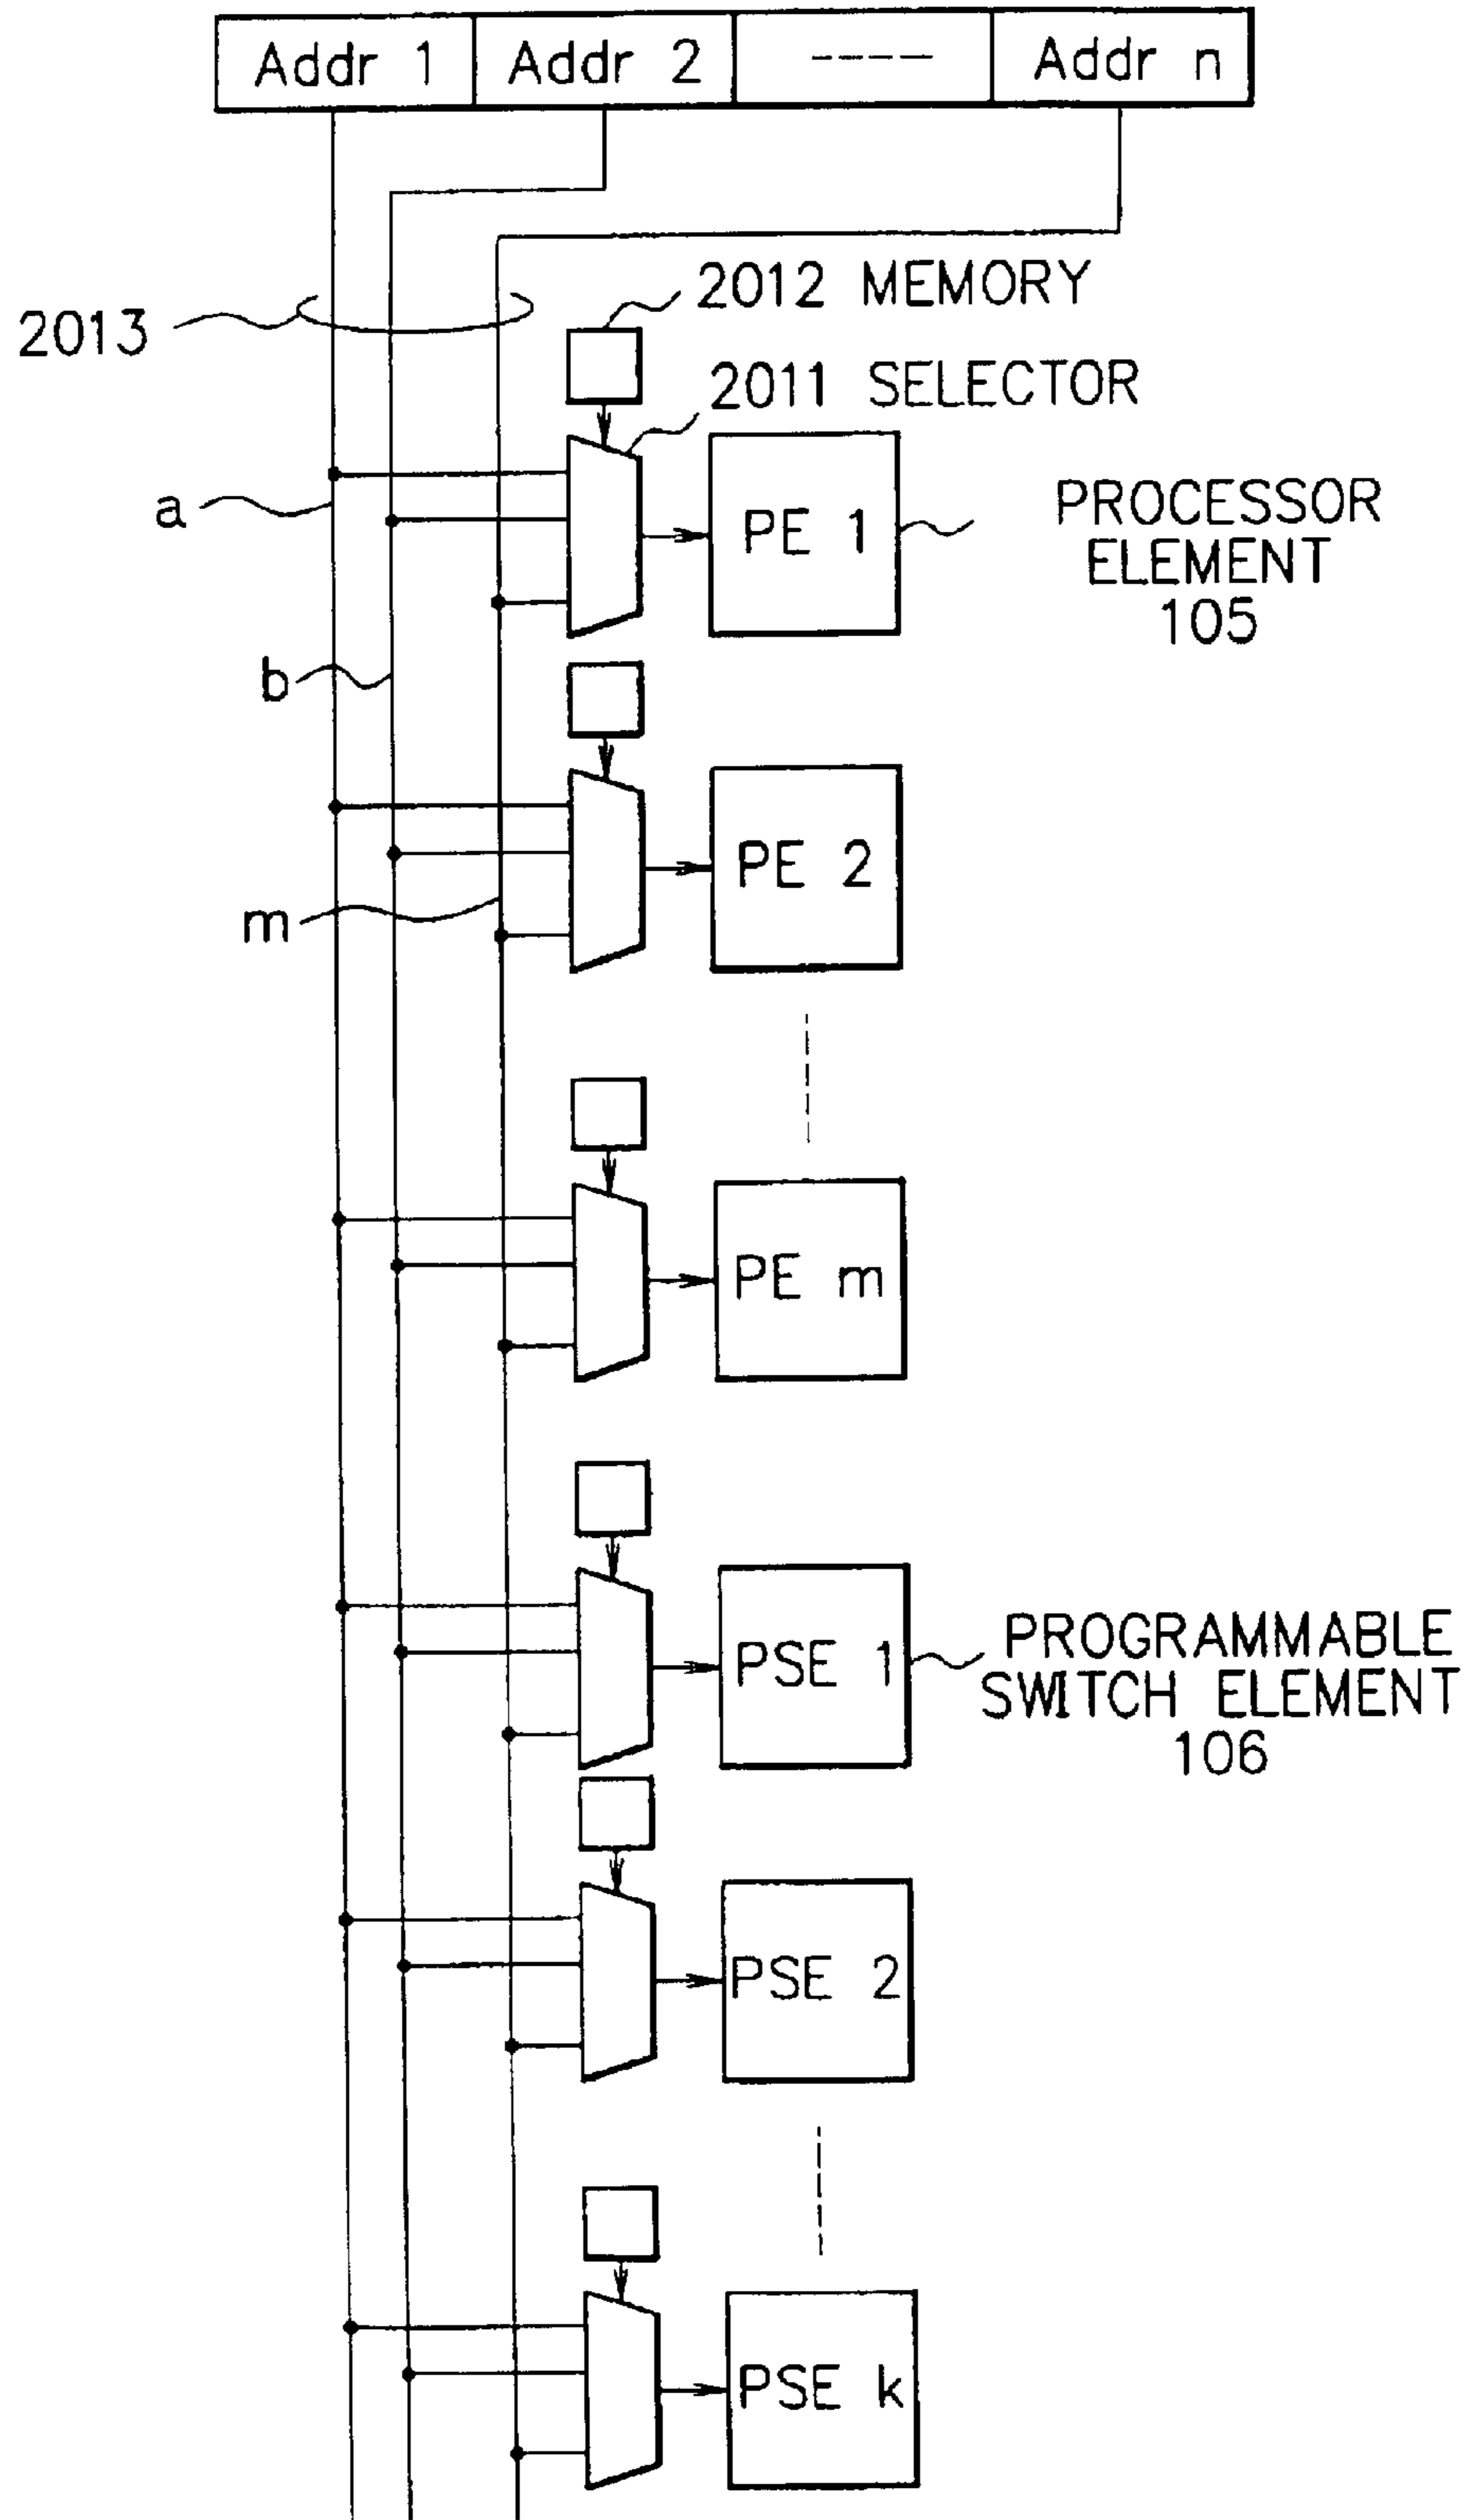 Addr 1 Addr 2 ---- Addr n
2012 MEMORY
2013
2011 SELECTOR
a
PE 1
PROCESSOR
ELEMENT
105
b
PE 2
m
PE m
PSE 1
PROGRAMMABLE
SWITCH ELEMENT
106
PSE 2
PSE k